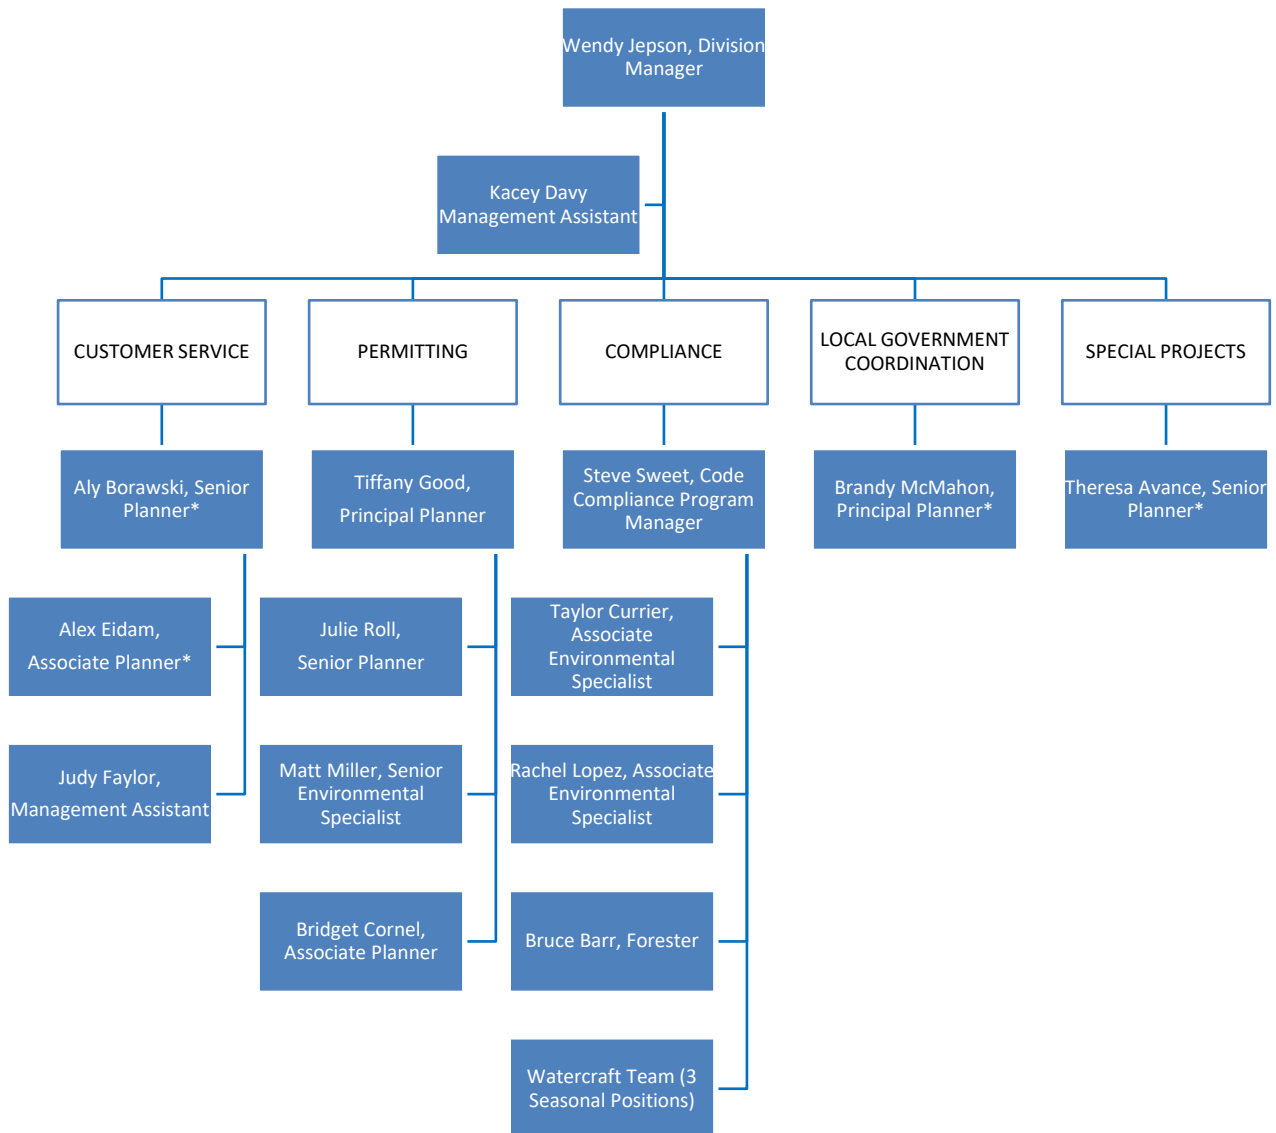 Wendy Jepson, Division
Manager
Kacey Davy
Management Assistant
CUSTOMER SERVICE
PERMITTING
COMPLIANCE
LOCAL GOVERNMENT
COORDINATION
SPECIAL PROJECTS
Aly Borawski, Senior
Planner*
Tiffany Good,
Principal Planner
Steve Sweet, Code
Compliance Program
Manager
Brandy McMahon,
Principal Planner*
Theresa Avance, Senior
Planner*
Alex Eidam,
Associate Planner*
Julie Roll,
Senior Planner
Taylor Currier,
Associate
Environmental
Specialist
Judy Faylor,
Management Assistant
Matt Miller, Senior
Environmental
Specialist
Rachel Lopez, Associate
Environmental
Specialist
Bridget Cornel,
Associate Planner
Bruce Barr, Forester
Watercraft Team (3
Seasonal Positions)